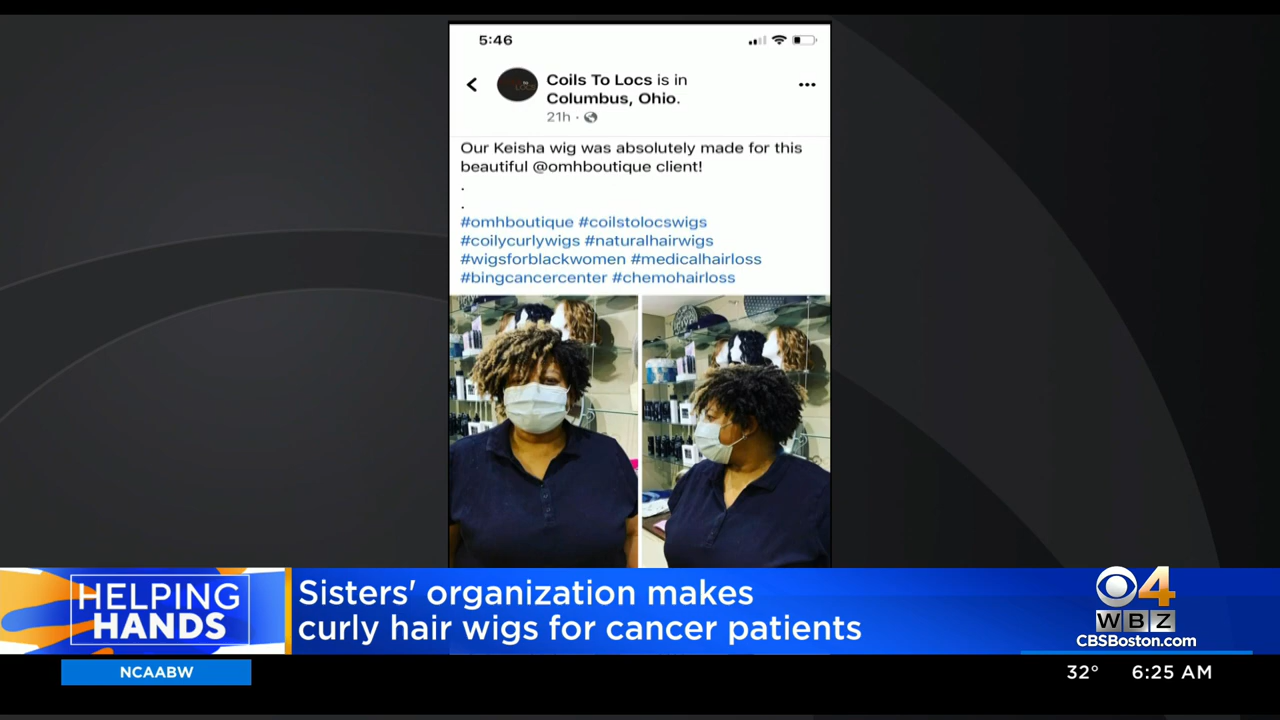 5:46
Coils To Locs is in
Columbus, Ohio.
21h ·
Our Keisha wig was absolutely made for this
beautiful @omhboutique client!
.
.
#omhboutique #coilstolocswigs
#coilycurlywigs #naturalhairwigs
#wigsforblackwomen #medicalhairloss
#bingcancercenter #chemohairloss
HELPING
HANDS
Sisters' organization makes
curly hair wigs for cancer patients
4
WBZ
CBSBoston.com
NCAABW
32° 6:25 AM